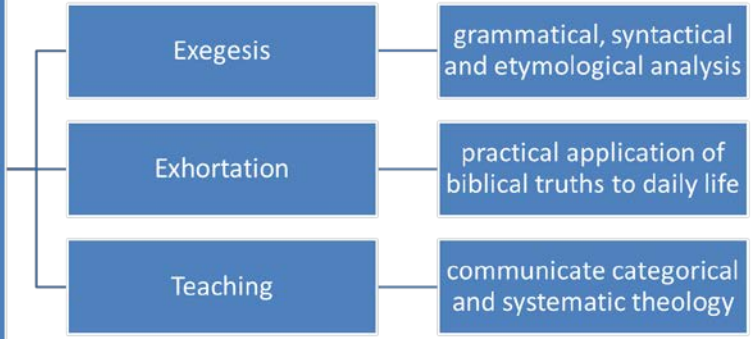 Exegesis
grammatical, syntactical
and etymological analysis
Exhortation
practical application of
biblical truths to daily life
Teaching
communicate categorical
and systematic theology